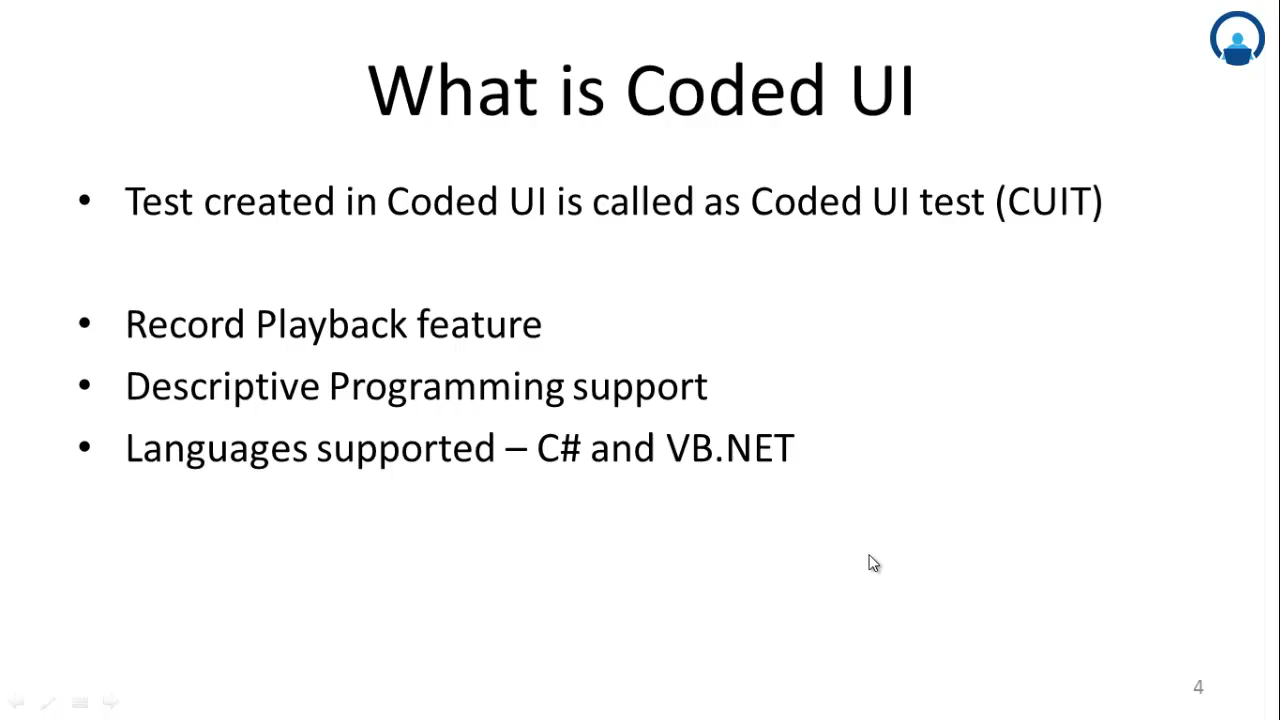 What is Coded UI
• Test created in Coded UI is called as Coded UI test (CUIT)
• Record Playback feature
• Descriptive Programming support
• Languages supported – C# and VB.NET
4